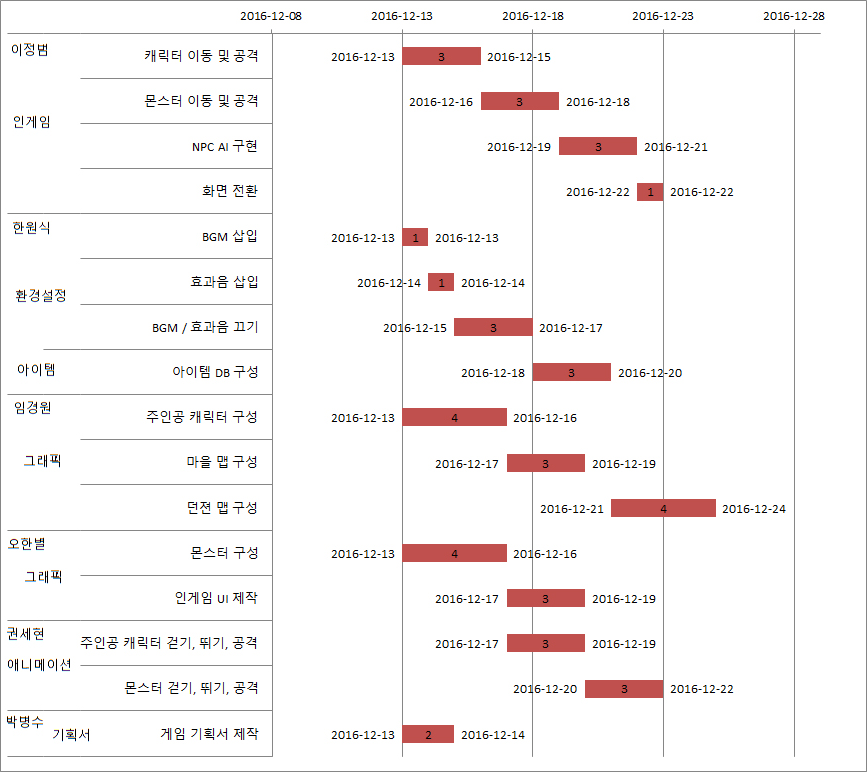 2016-12-08 2016-12-13 2016-12-18 2016-12-23 2016-12-28
이정범
캐릭터 이동 및 공격 2016-12-13 3 2016-12-15
몬스터 이동 및 공격 2016-12-16 3 2016-12-18
인게임
NPC AI 구현 2016-12-19 3 2016-12-21
화면 전환 2016-12-22 1 2016-12-22
한원식
BGM 삽입 2016-12-13 1 2016-12-13
효과음 삽입 2016-12-14 1 2016-12-14
환경설정
BGM / 효과음 끄기 2016-12-15 3 2016-12-17
아이템 아이템 DB 구성 2016-12-18 3 2016-12-20
임경원
주인공 캐릭터 구성 2016-12-13 4 2016-12-16
그래픽 마을 맵 구성 2016-12-17 3 2016-12-19
던젼 맵 구성 2016-12-21 4 2016-12-24
오한별
몬스터 구성 2016-12-13 4 2016-12-16
그래픽
인게임 UI 제작 2016-12-17 3 2016-12-19
권세현
주인공 캐릭터 걷기, 뛰기, 공격 2016-12-17 3 2016-12-19
애니메이션
몬스터 걷기, 뛰기, 공격 2016-12-20 3 2016-12-22
박병수
기획서 게임 기획서 제작 2016-12-13 2 2016-12-14